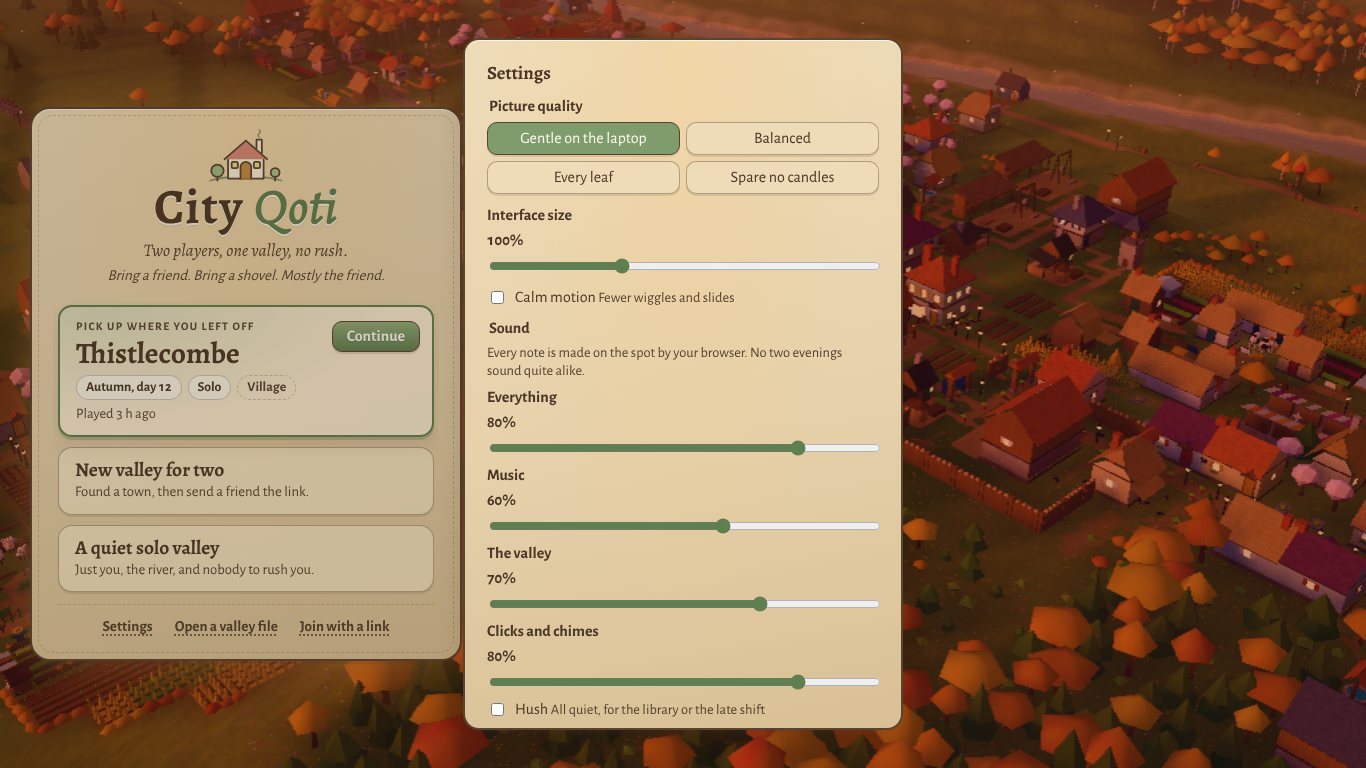 City Qoti
Two players, one valley, no rush.
Bring a friend. Bring a shovel. Mostly the friend.
PICK UP WHERE YOU LEFT OFF
Continue
Thistlecombe
Autumn, day 12
Solo
Village
Played 3 h ago
New valley for two
Found a town, then send a friend the link.
A quiet solo valley
Just you, the river, and nobody to rush you.
Settings
Open a valley file
Join with a link
Settings
Picture quality
Gentle on the laptop
Balanced
Every leaf
Spare no candles
Interface size
100%
Calm motion Fewer wiggles and slides
Sound
Every note is made on the spot by your browser. No two evenings
sound quite alike.
Everything
80%
Music
60%
The valley
70%
Clicks and chimes
80%
Hush All quiet, for the library or the late shift